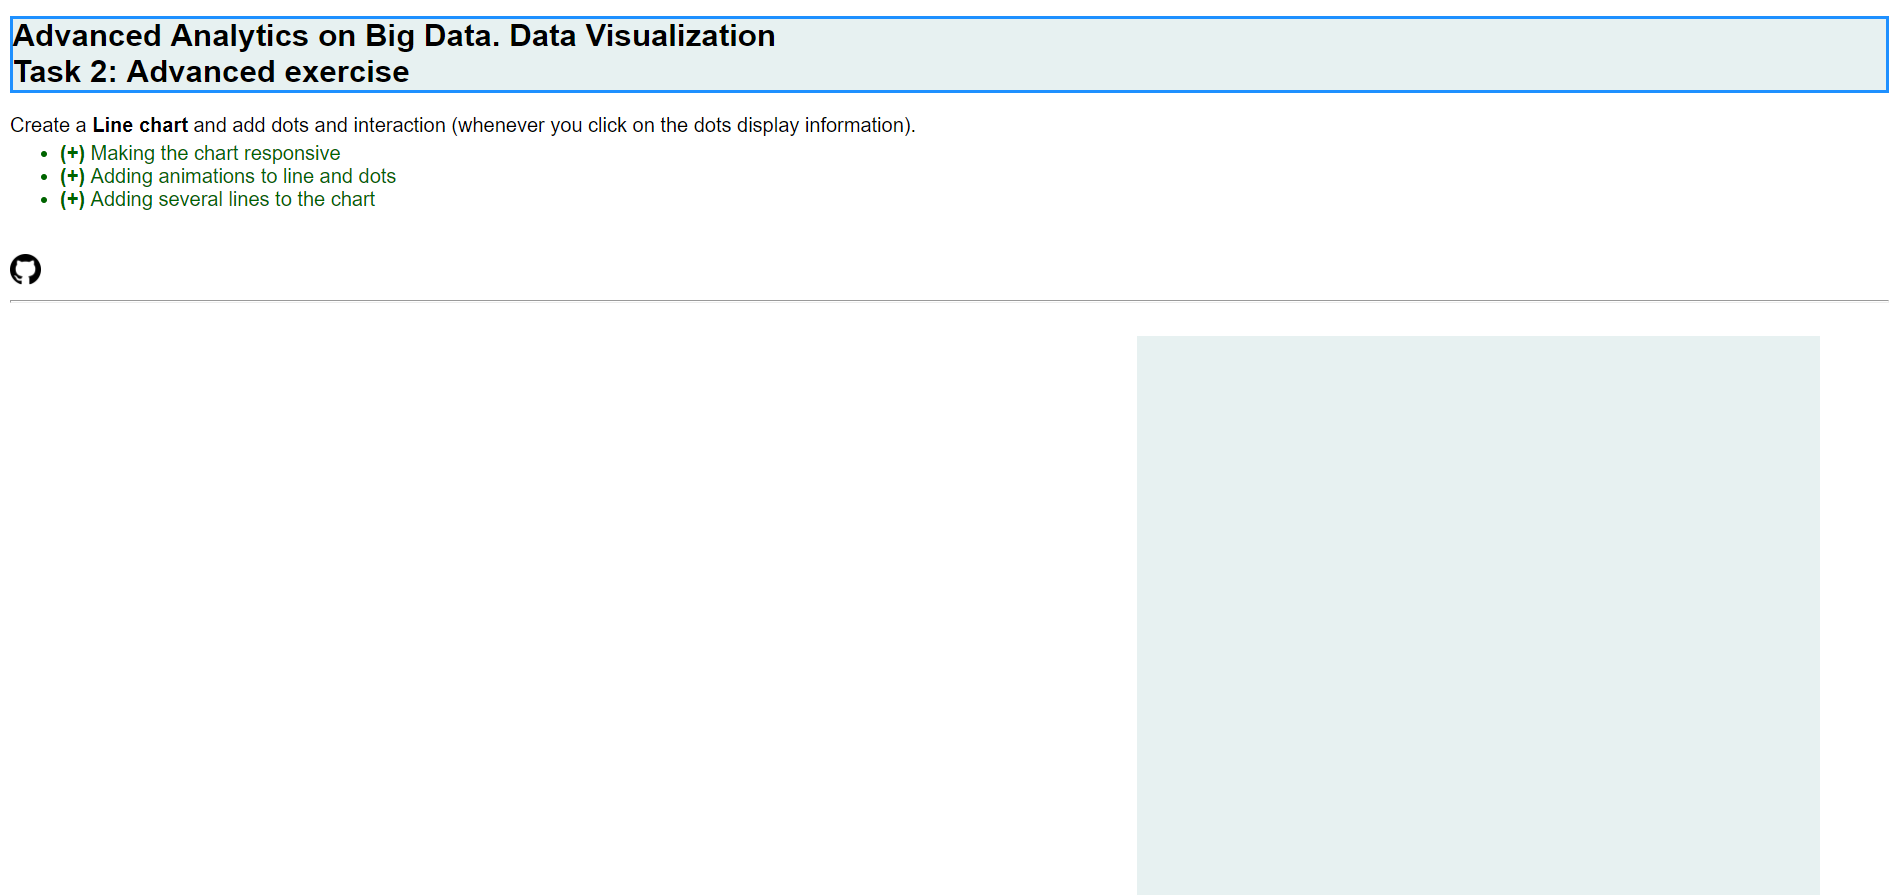 Advanced Analytics on Big Data. Data Visualization
Task 2: Advanced exercise
Create a Line chart and add dots and interaction (whenever you click on the dots display information).
• (+) Making the chart responsive
• (+) Adding animations to line and dots
• (+) Adding several lines to the chart